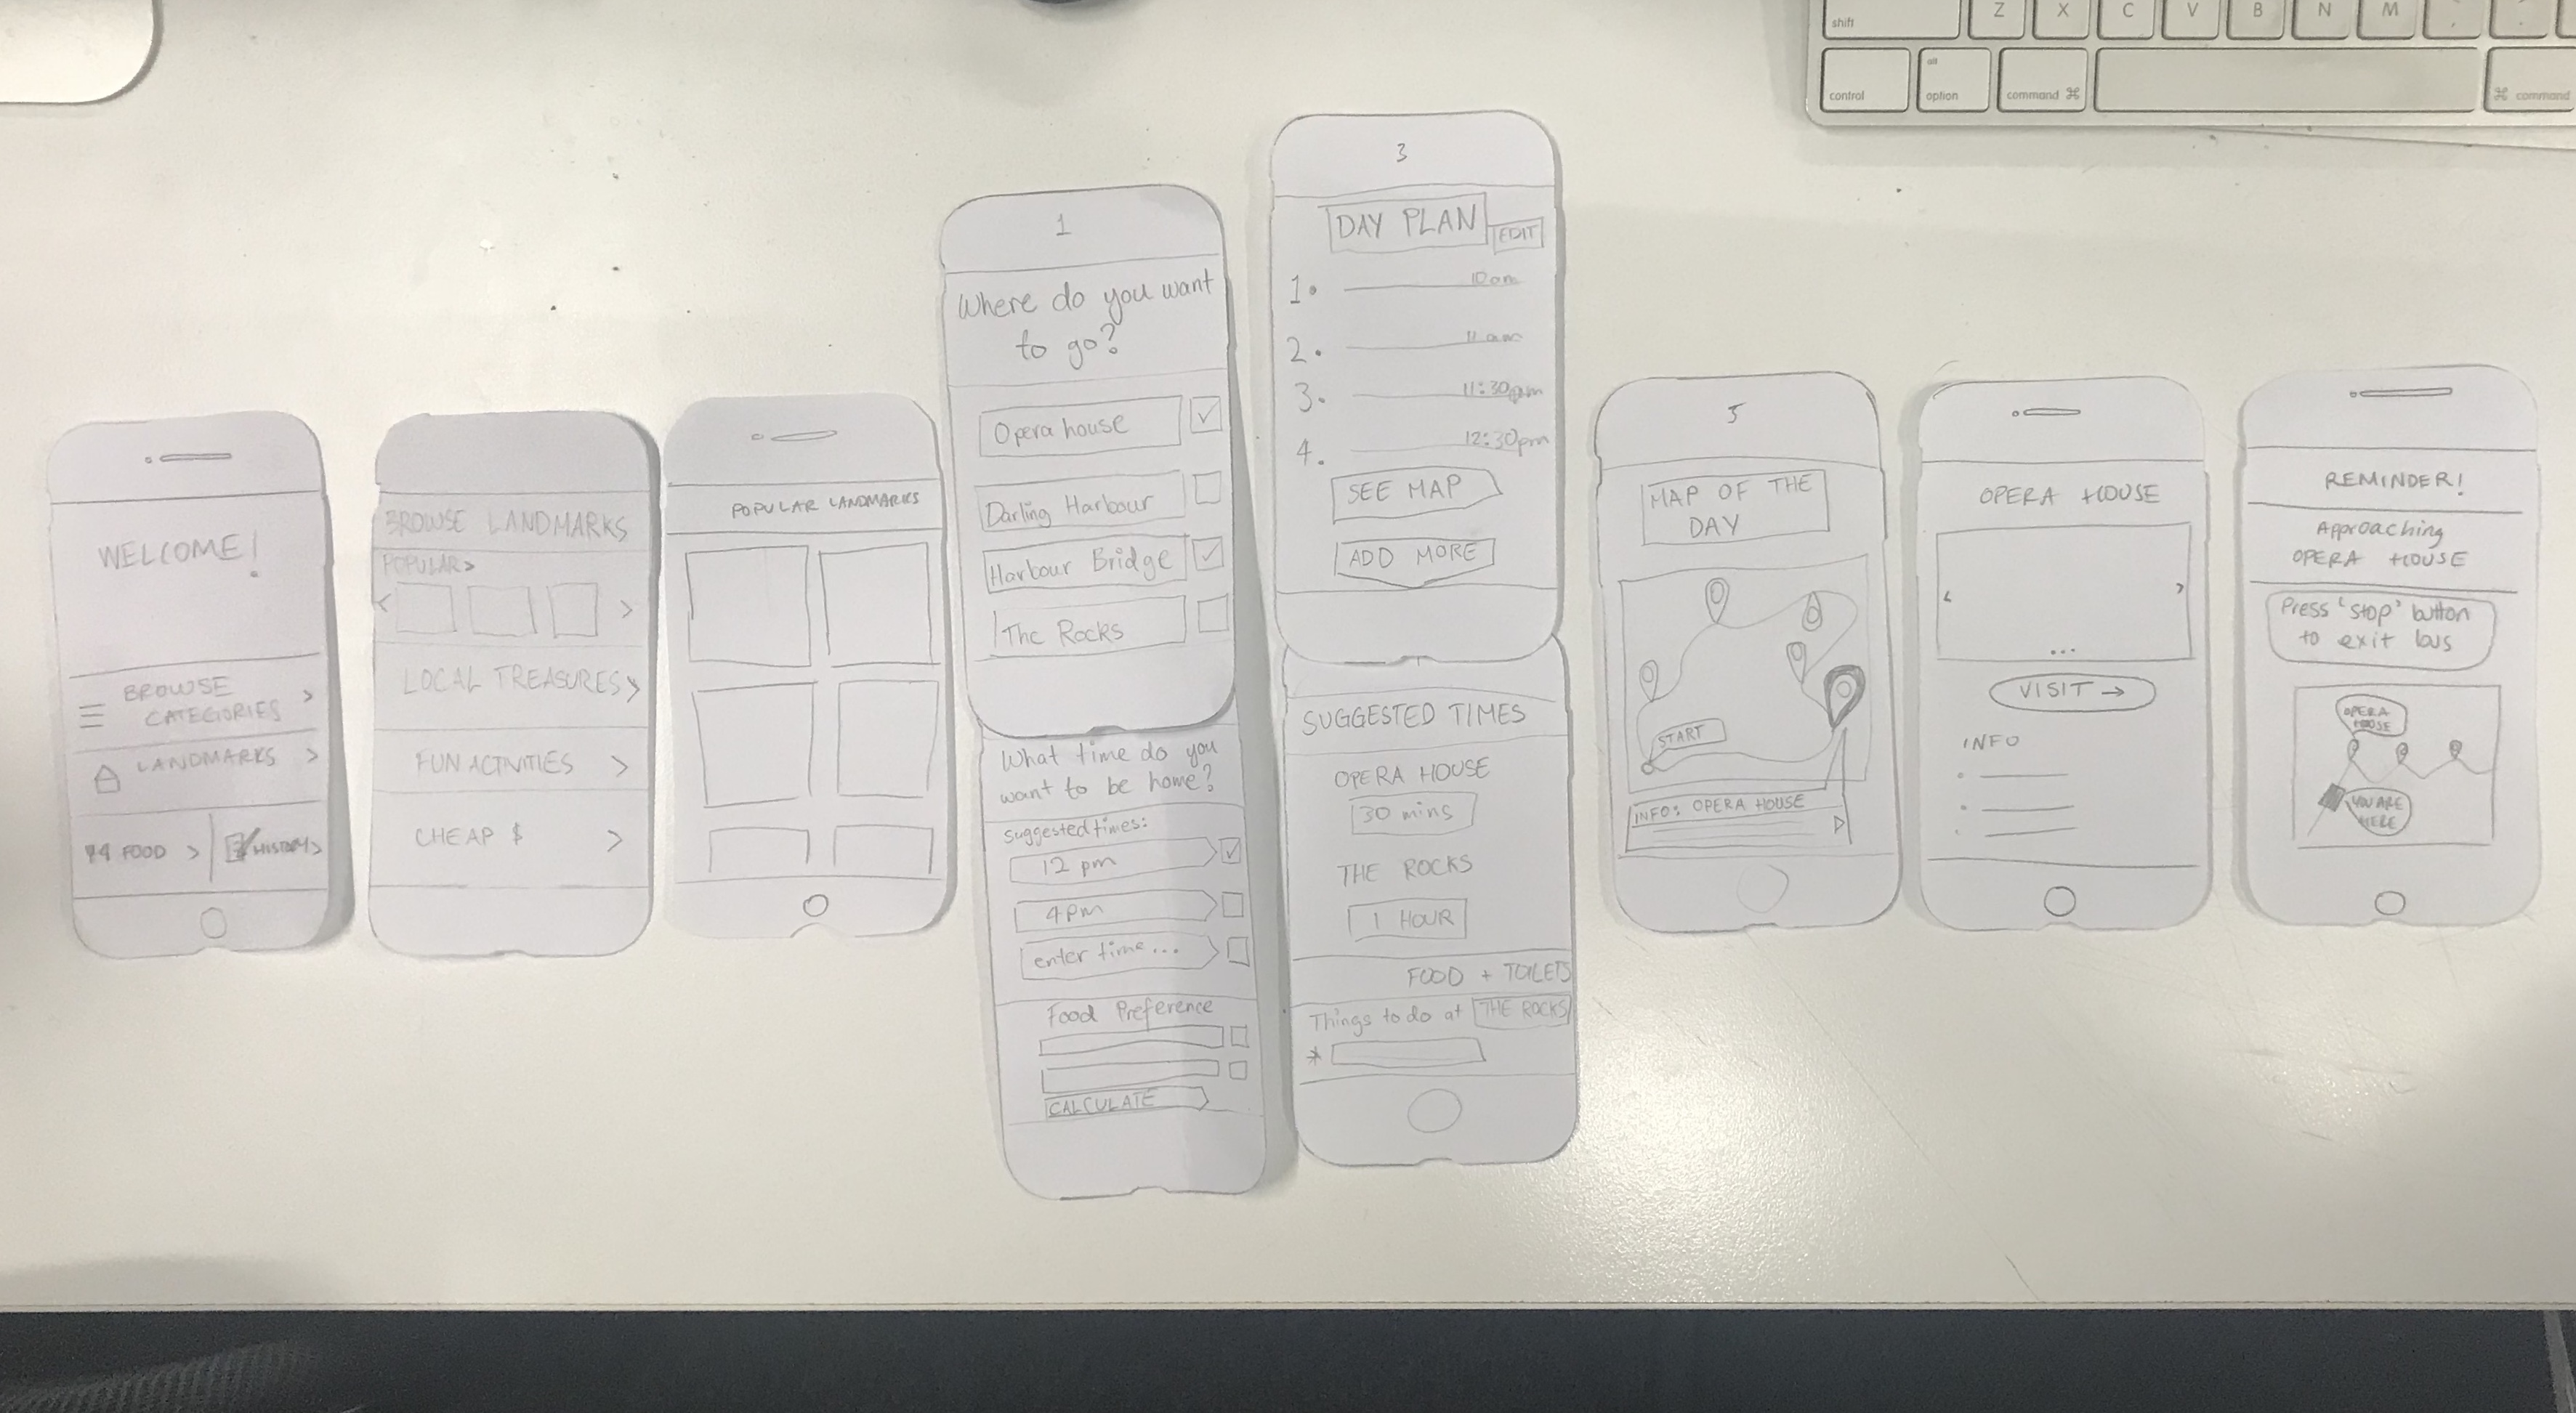 WELCOME!
BROWSE
CATEGORIES >
LANDMARKS >
FOOD >
HISTORY>
BROWSE LANDMARKS
POPULAR>
< >
LOCAL TREASURES >
FUN ACTIVITIES >
CHEAP $ >
POPULAR LANDMARKS
1
Where do you want
to go?
Opera house
Darling Harbour
Harbour Bridge
The Rocks
What time do you
want to be home?
suggested times:
12 pm
4pm
enter time...
Food Preference
CALCULATE
3
DAY PLAN
EDIT
1. 10am
2. 11am
3. 11:30pm
4. 12:30pm
SEE MAP
ADD MORE
SUGGESTED TIMES
OPERA HOUSE
30 mins
THE ROCKS
1 HOUR
FOOD + TOILETS
Things to do at THE ROCKS
*
5
MAP OF THE
DAY
START
INFO: OPERA HOUSE
OPERA HOUSE
< >
...
VISIT →
INFO
REMINDER!
Approaching
OPERA HOUSE
Press 'stop' button
to exit bus
OPERA
HOUSE
YOU ARE
HERE
shift
Z X C V B N M
control
alt
option
command ⌘
⌘ command